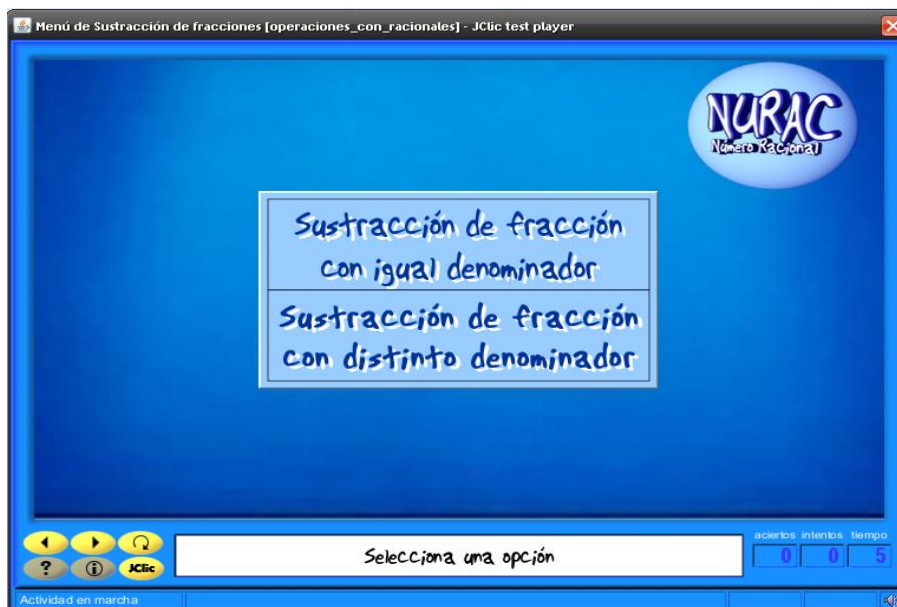 Menú de Sustracción de fracciones [operaciones_con_racionales] - JClic test player
NURAC
Número Racional
Sustracción de fracción
con igual denominador
Sustracción de fracción
con distinto denominador
Selecciona una opción
aciertos intentos tiempo
0 0 5
? i JClic
Actividad en marcha